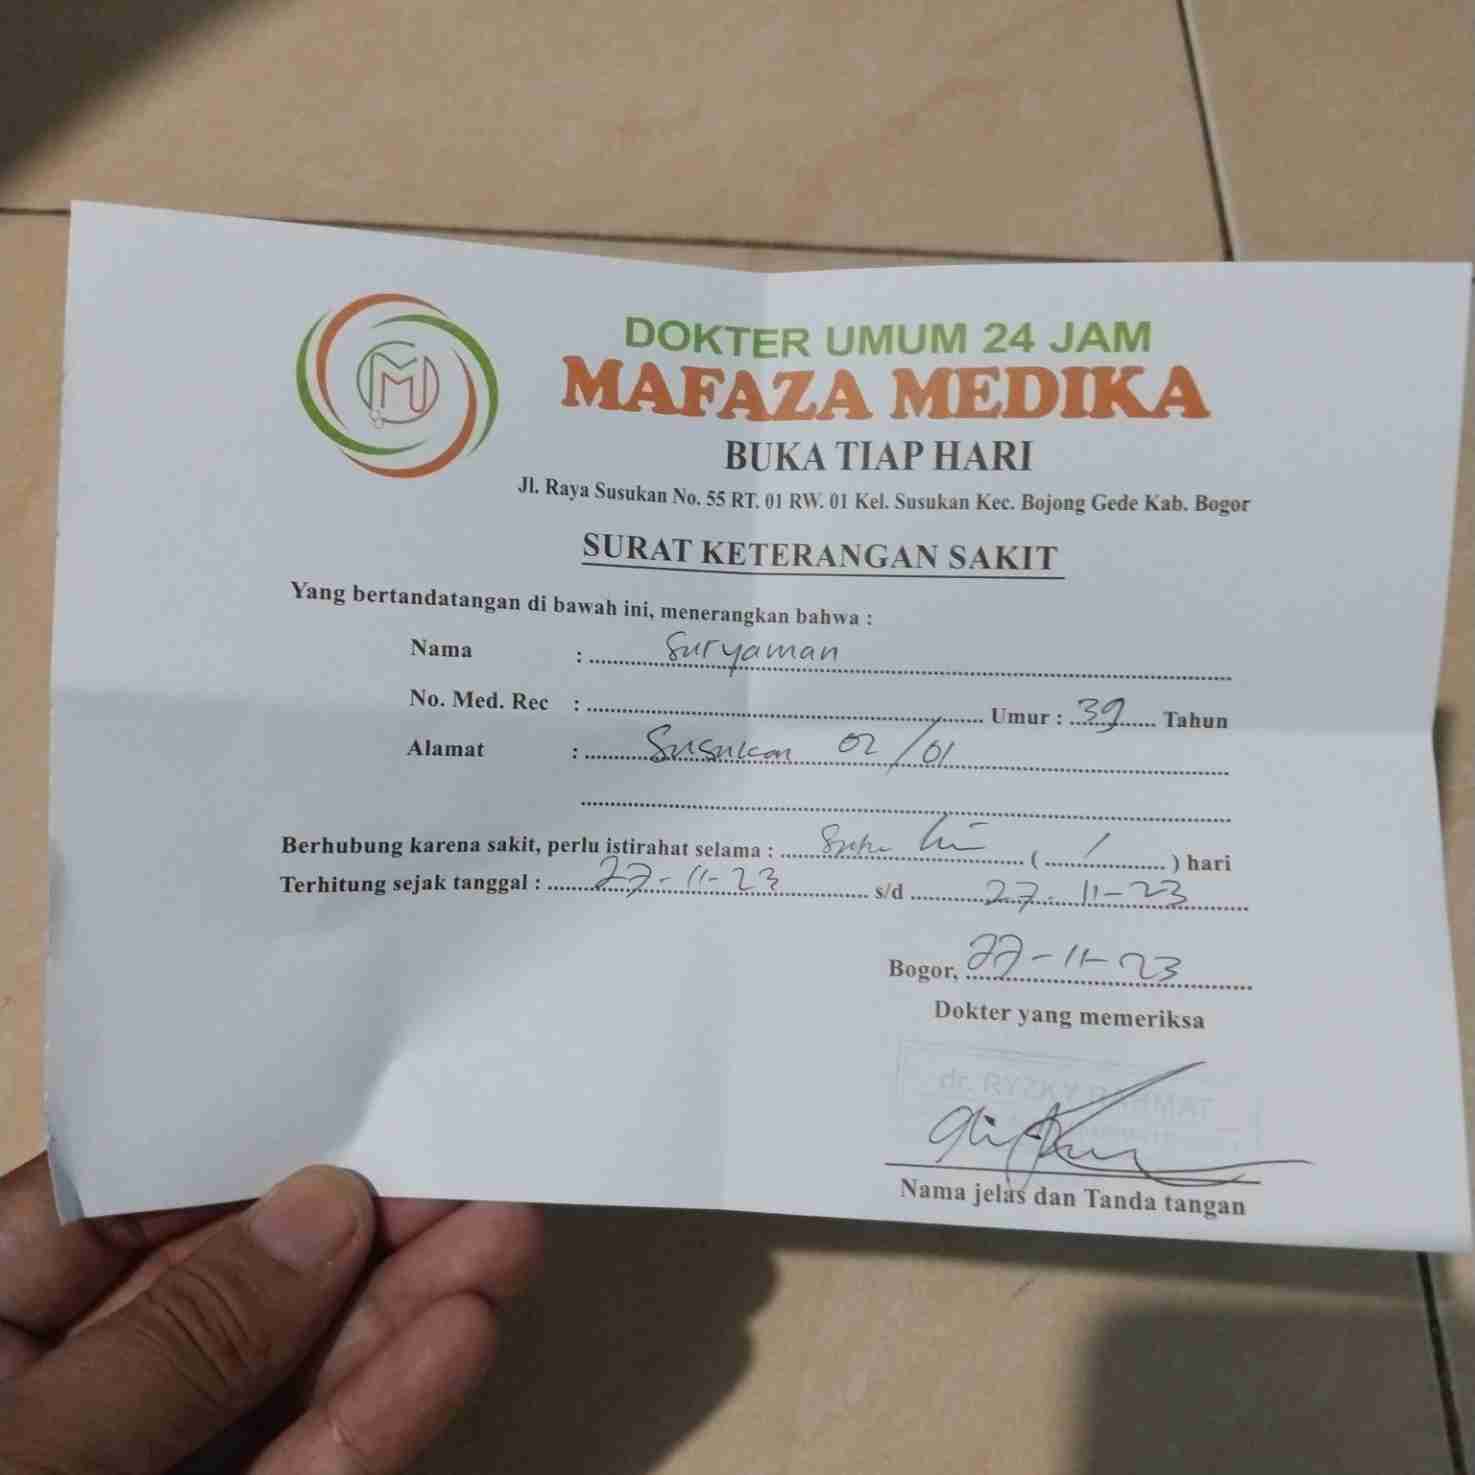 DOKTER UMUM 24 JAM
MAFAZA MEDIKA
BUKA TIAP HARI
Jl. Raya Susukan No. 55 RT. 01 RW. 01 Kel. Susukan Kec. Bojong Gede Kab. Bogor
SURAT KETERANGAN SAKIT
Yang bertandatangan di bawah ini, menerangkan bahwa :
Nama : Suryaman
No. Med. Rec : Umur : 39 Tahun
Alamat : Susukan 02/01
Berhubung karena sakit, perlu istirahat selama : ( 1 ) hari
Terhitung sejak tanggal : 27-11-23 s/d 27-11-23
Bogor, 27-11-23
Dokter yang memeriksa
dr. RYZKY RAHMAT
Nama jelas dan Tanda tangan